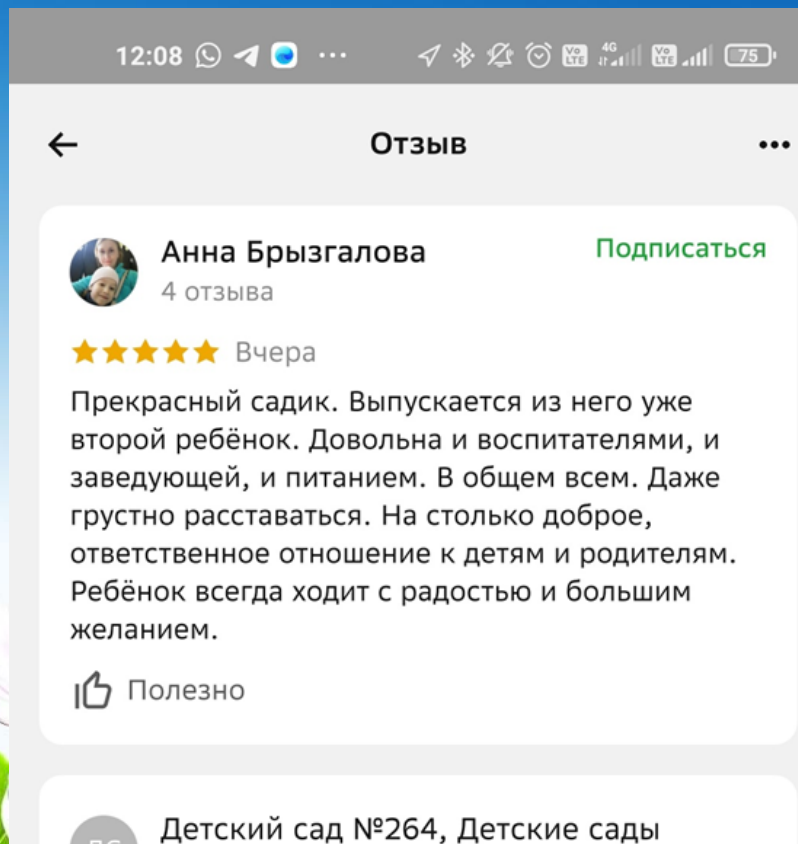 12:08
4G
75
Отзыв
Анна Брызгалова
Подписаться
4 отзыва
Вчера
Прекрасный садик. Выпускается из него уже
второй ребёнок. Довольна и воспитателями, и
заведующей, и питанием. В общем всем. Даже
грустно расставаться. На столько доброе,
ответственное отношение к детям и родителям.
Ребёнок всегда ходит с радостью и большим
желанием.
Полезно
Детский сад №264, Детские сады